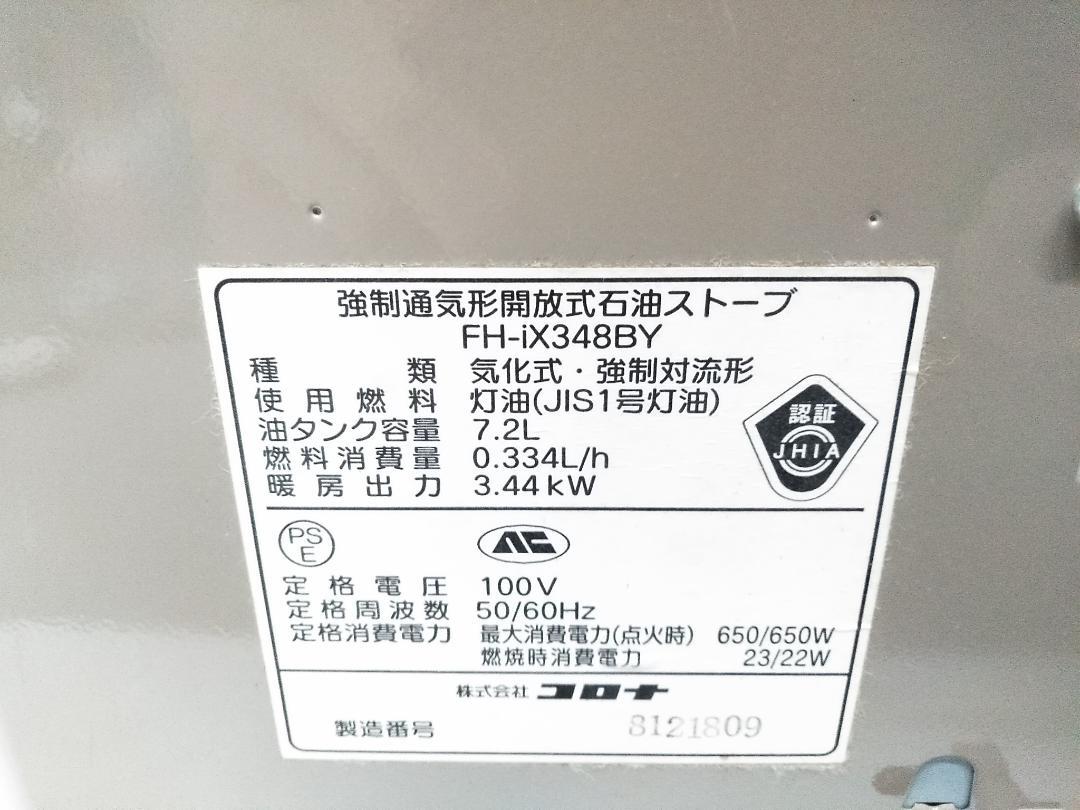 強制通気形開放式石油ストーブ
FH-iX348BY
種類 気化式・強制対流形
使用燃料 灯油(JIS1号灯油)
油タンク容量 7.2L
燃料消費量 0.334L/h
暖房出力 3.44kW
認証
JHIA
PS
E
定格電圧 100V
定格周波数 50/60Hz
定格消費電力 最大消費電力(点火時) 650/650W
燃焼時消費電力 23/22W
株式会社 コロナ
製造番号 8121809